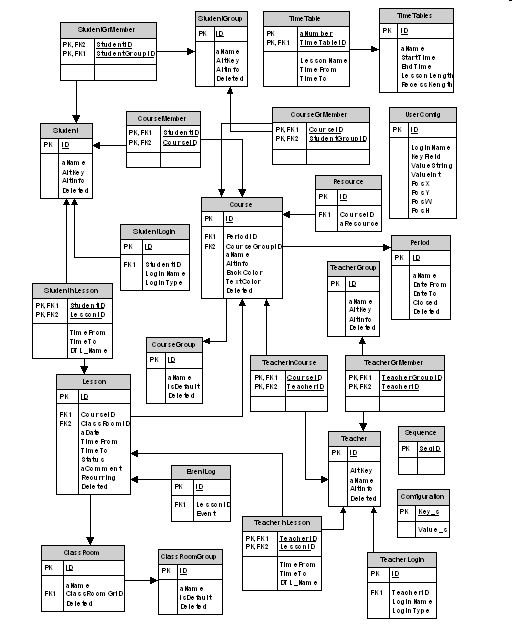 StudentGrMember
PK,FK2 StudentID
PK,FK1 StudentGroupID
StudentGroup
PK ID
aName
AltKey
AltInfo
Deleted
TimeTable
PK aNumber
PK,FK1 TimeTableID
LessonName
TimeFrom
TimeTo
TimeTables
PK ID
aName
StartTime
EndTime
LessonLength
RecessLength
Student
PK ID
aName
AltKey
AltInfo
Deleted
CourseMember
PK,FK1 StudentID
PK,FK2 CourseID
CourseGrMember
PK,FK1 CourseID
PK,FK2 StudentGroupID
UserConfig
PK ID
LoginName
KeyField
ValueString
ValueInt
PosX
PosY
PosW
PosH
Resource
PK ID
FK1 CourseID
aResource
Course
PK ID
FK1 PeriodID
FK2 CourseGroupID
aName
AltInfo
BackColor
TextColor
Deleted
StudentLogin
PK ID
FK1 StudentID
LoginName
LoginType
Period
PK ID
aName
DateFrom
DateTo
Closed
Deleted
TeacherGroup
PK ID
aName
AltKey
AltInfo
Deleted
StudentInLesson
PK,FK1 StudentID
PK,FK2 LessonID
TimeFrom
TimeTo
DTL_Name
CourseGroup
PK ID
aName
IsDefault
Deleted
TeacherInCourse
PK,FK1 CourseID
PK,FK2 TeacherID
TeacherGrMember
PK,FK1 TeacherGroupID
PK,FK2 TeacherID
Lesson
PK ID
FK1 CourseID
FK2 ClassRoomID
aDate
TimeFrom
TimeTo
Status
aComment
Recurring
Deleted
Teacher
PK ID
AltKey
aName
AltInfo
Deleted
Sequence
PK SeqID
EventLog
PK ID
FK1 LessonID
Event
Configuration
PK Key_s
Value_s
TeacherInLesson
PK,FK1 TeacherID
PK,FK2 LessonID
TimeFrom
TimeTo
DTL_Name
ClassRoom
PK ID
aName
FK1 ClassRoomGrID
Deleted
ClassRoomGroup
PK ID
aName
IsDefault
Deleted
TeacherLogin
PK ID
FK1 TeacherID
LoginName
LoginType